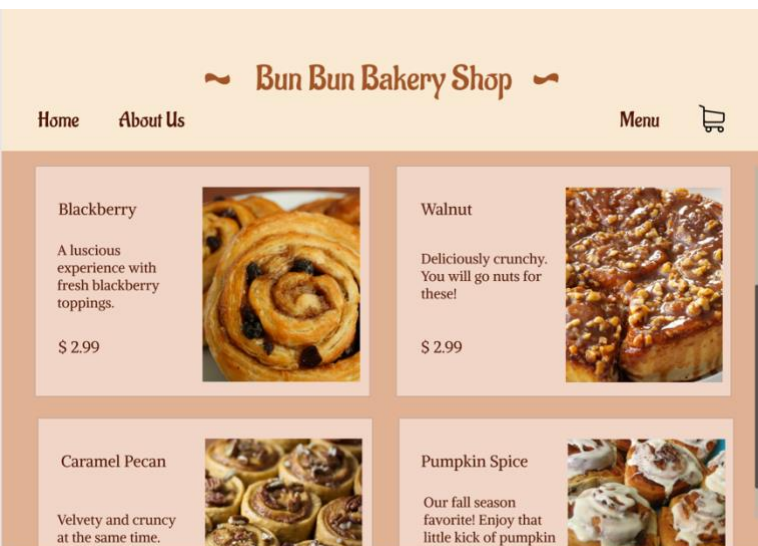 Bun Bun Bakery Shop
Home About Us Menu
Blackberry
A luscious
experience with
fresh blackberry
toppings.
$ 2.99
Walnut
Deliciously crunchy.
You will go nuts for
these!
$ 2.99
Caramel Pecan
Velvety and cruncy
at the same time.
Pumpkin Spice
Our fall season
favorite! Enjoy that
little kick of pumpkin